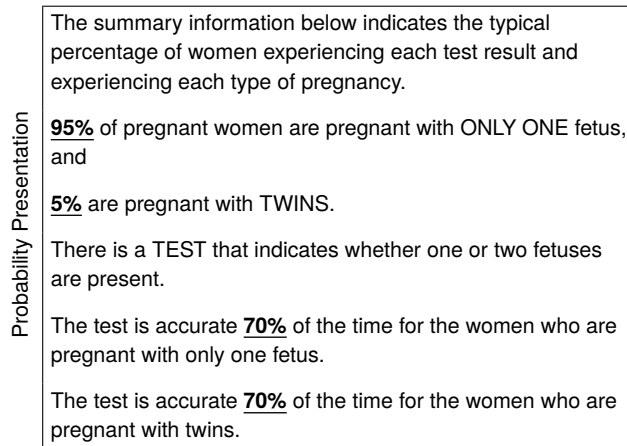 Probability Presentation
The summary information below indicates the typical
percentage of women experiencing each test result and
experiencing each type of pregnancy.
95% of pregnant women are pregnant with ONLY ONE fetus,
and
5% are pregnant with TWINS.
There is a TEST that indicates whether one or two fetuses
are present.
The test is accurate 70% of the time for the women who are
pregnant with only one fetus.
The test is accurate 70% of the time for the women who are
pregnant with twins.